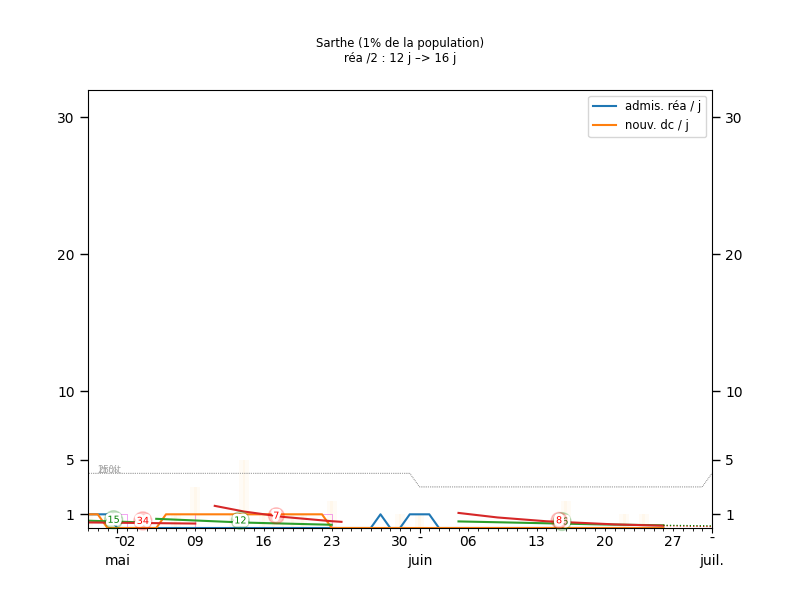 Sarthe (1% de la population)
réa /2 : 12 j –> 16 j
admis. réa / j
nouv. dc / j
30 30
20 20
10 10
5 5
1 1
15 34 12 7 8
02 09 16 23 30 - 06 13 20 27 -
mai juin juil.